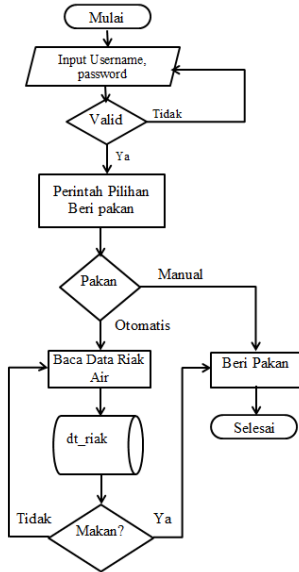 Mulai
Input Username,
password
Valid
Tidak
Ya
Perintah Pilihan
Beri pakan
Pakan
Manual
Otomatis
Baca Data Riak
Air
Beri Pakan
dt_riak
Selesai
Tidak
Makan?
Ya